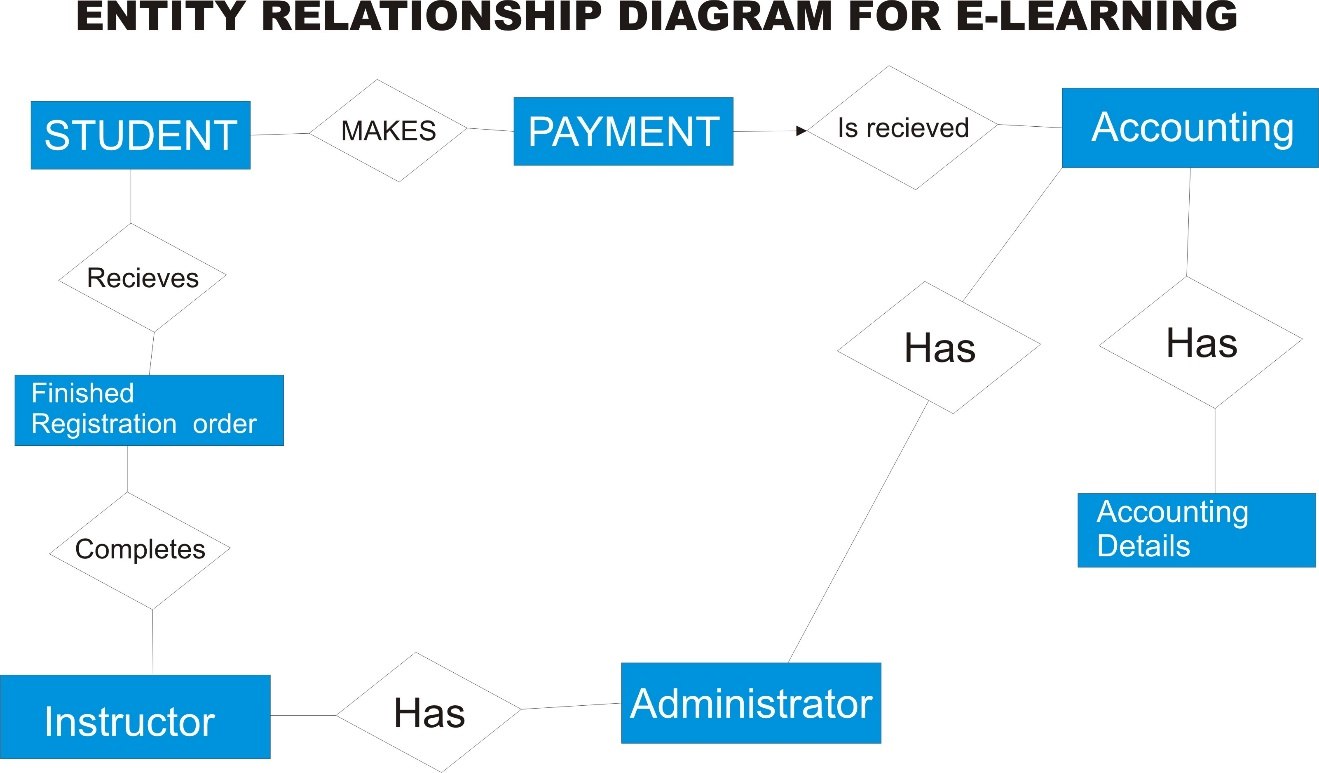 ENTITY RELATIONSHIP DIAGRAM FOR E-LEARNING
STUDENT
MAKES
PAYMENT
Is recieved
Accounting
Recieves
Has
Has
Finished
Registration order
Accounting
Details
Completes
Instructor
Has
Administrator